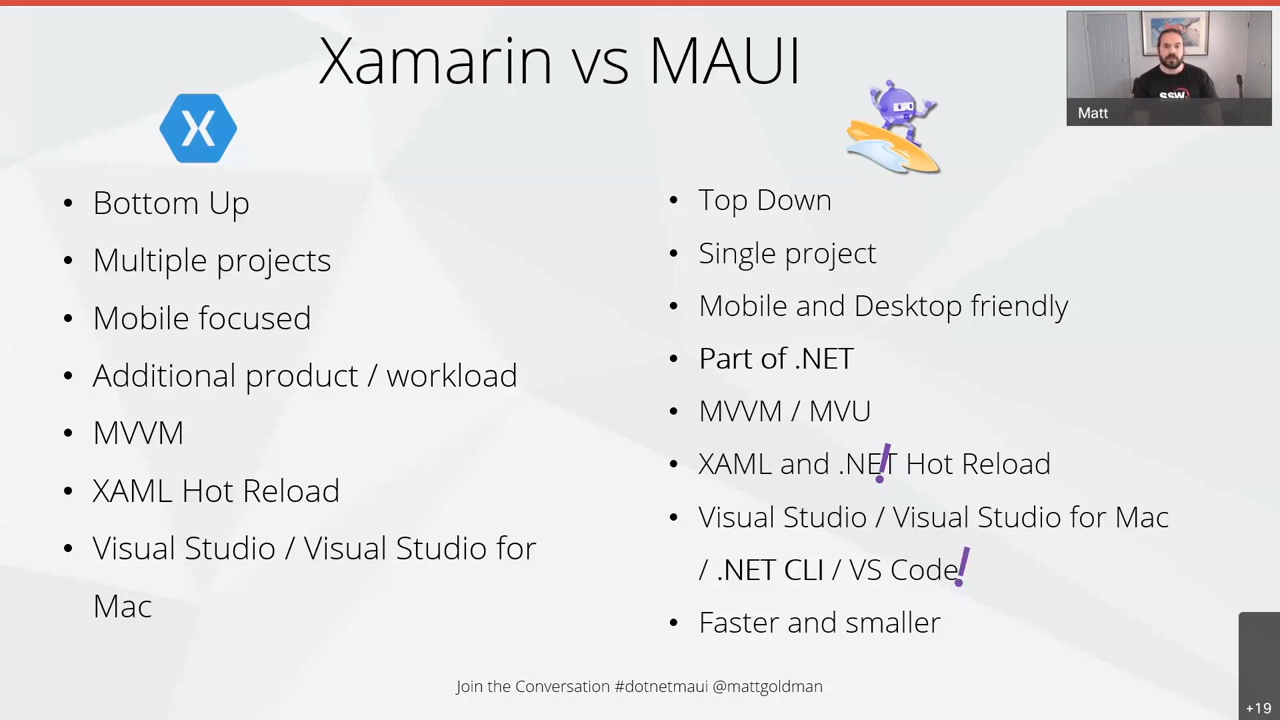 Xamarin vs MAUI
X
Matt
SSW
Bottom Up
Multiple projects
Mobile focused
Additional product / workload
MVVM
XAML Hot Reload
Visual Studio / Visual Studio for
Mac
Top Down
Single project
Mobile and Desktop friendly
Part of .NET
MVVM / MVU
XAML and .NET Hot Reload
!
Visual Studio / Visual Studio for Mac
/ .NET CLI / VS Code
!
Faster and smaller
Join the Conversation #dotnetmaui @mattgoldman
+19